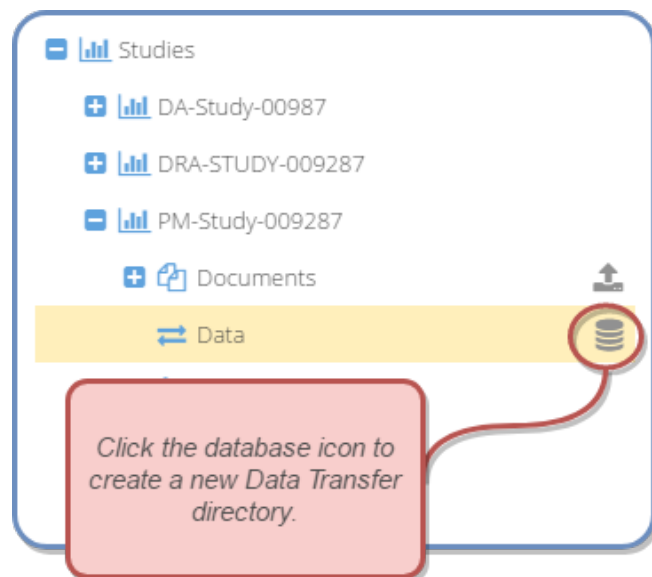 Studies
DA-Study-00987
DRA-STUDY-009287
PM-Study-009287
Documents
Data
Click the database icon to
create a new Data Transfer
directory.